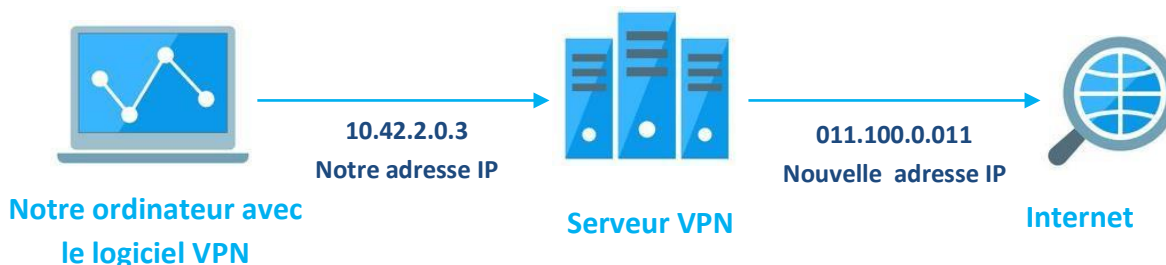 10.42.2.0.3
Notre adresse IP
011.100.0.011
Nouvelle adresse IP
Notre ordinateur avec
le logiciel VPN
Serveur VPN
Internet